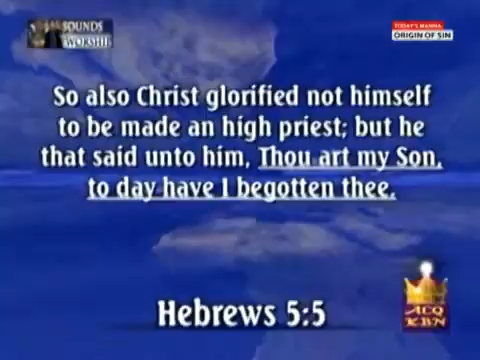 SOUNDS
WORSHIP
TODAY'S MANNA:
ORIGIN OF SIN
So also Christ glorified not himself
to be made an high priest; but he
that said unto him, Thou art my Son,
to day have I begotten thee.
Hebrews 5:5
ACQ
KBN